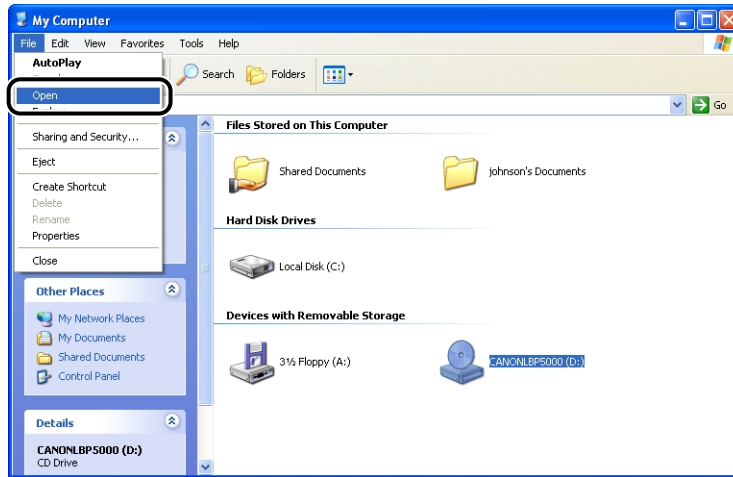 My Computer
File Edit View Favorites Tools Help
Search Folders
Go
AutoPlay
Open
Sharing and Security...
Eject
Create Shortcut
Delete
Rename
Properties
Close
Other Places
My Network Places
My Documents
Shared Documents
Control Panel
Details
CANONLBP5000 (D:)
CD Drive
Files Stored on This Computer
Shared Documents johnson's Documents
Hard Disk Drives
Local Disk (C:)
Devices with Removable Storage
3½ Floppy (A:) CANONLBP5000 (D:)